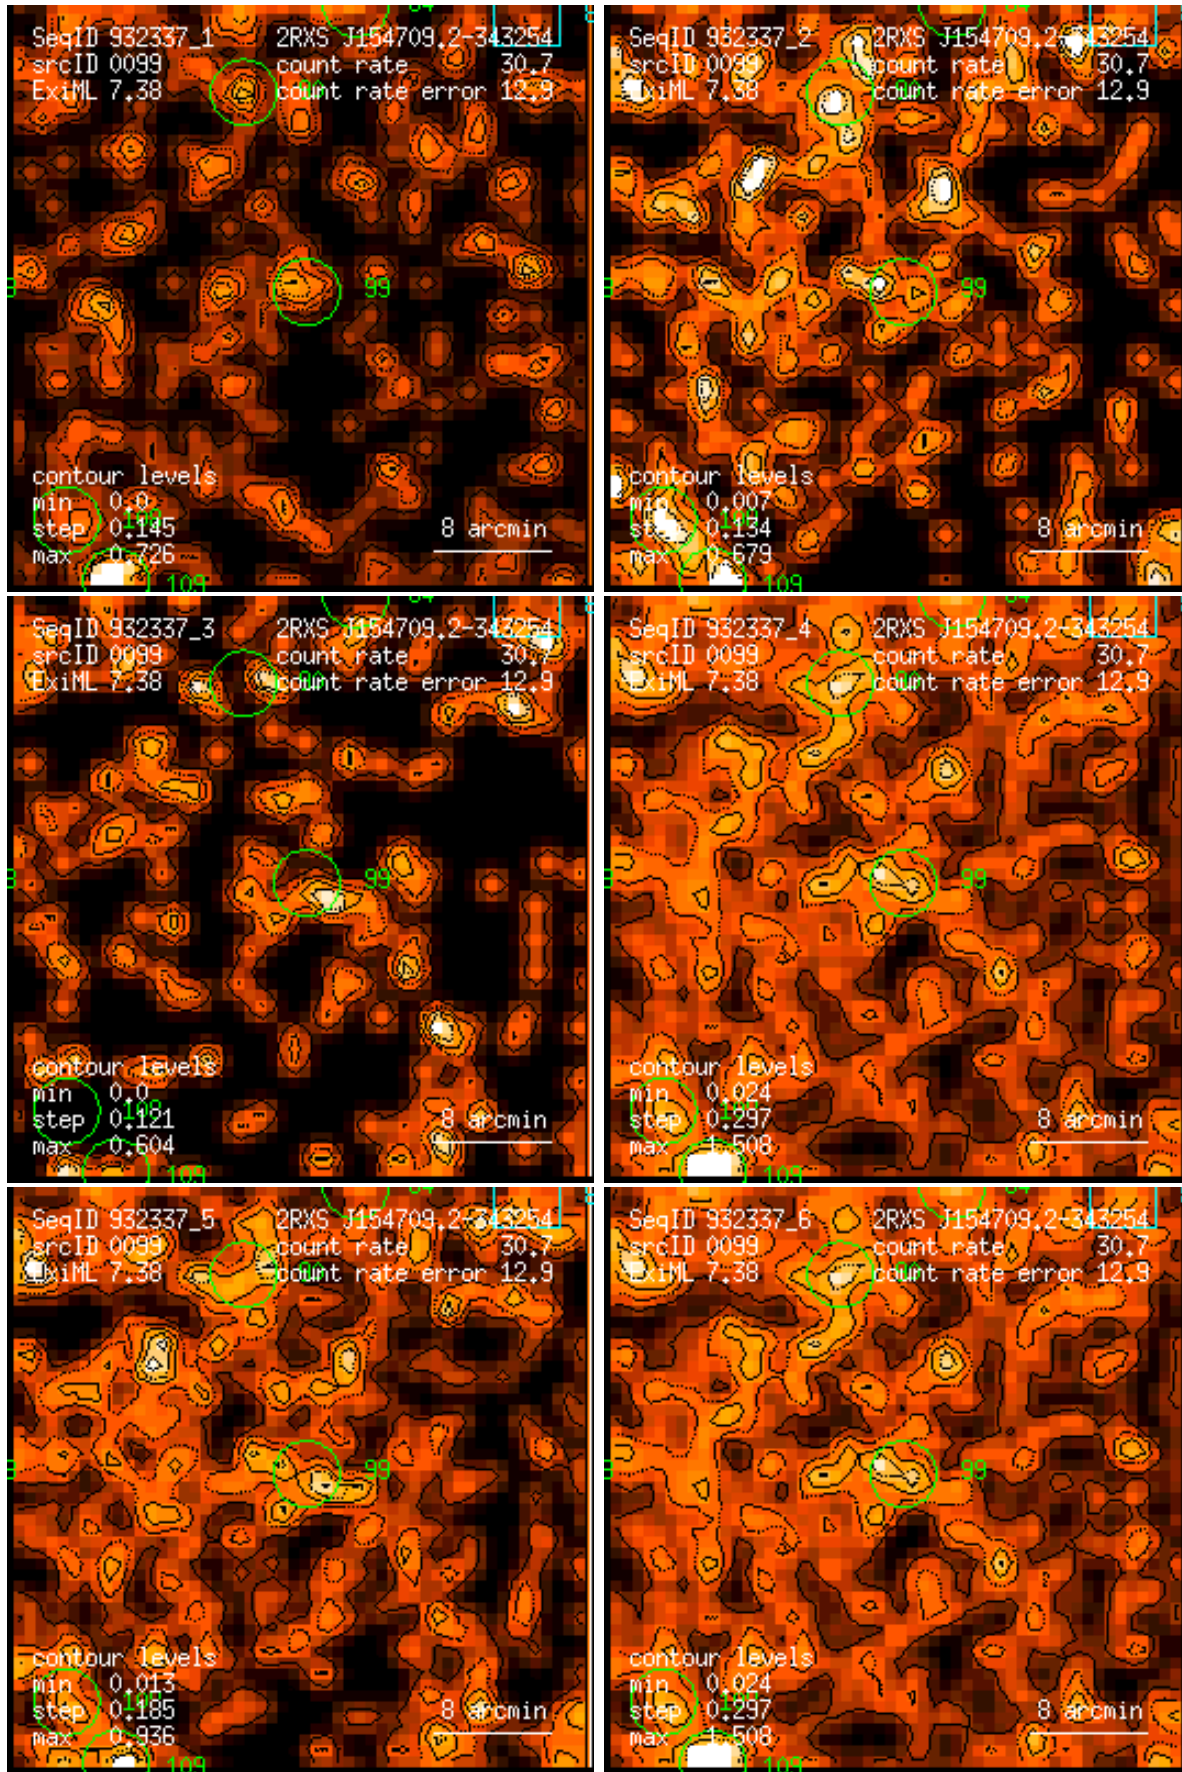 SeqID 932337_1 2RXS J154709.2-343254
srcID 0099 count rate 30.7
ExiML 7.38 count rate error 12.9
99
contour levels
min 0.0
step 0.145
max 0.726
8 arcmin
109
SeqID 932337_2 2RXS J154709.2-343254
srcID 0099 count rate 30.7
ExiML 7.38 count rate error 12.9
99
contour levels
min 0.007
step 0.134
max 0.679
8 arcmin
109
SeqID 932337_3 2RXS J154709.2-343254
srcID 0099 count rate 30.7
ExiML 7.38 count rate error 12.9
99
contour levels
min 0.0
step 0.121
max 0.604
8 arcmin
109
SeqID 932337_4 2RXS J154709.2-343254
srcID 0099 count rate 30.7
ExiML 7.38 count rate error 12.9
99
contour levels
min 0.024
step 0.297
max 1.508
8 arcmin
109
SeqID 932337_5 2RXS J154709.2-343254
srcID 0099 count rate 30.7
ExiML 7.38 count rate error 12.9
99
contour levels
min 0.013
step 0.185
max 0.936
8 arcmin
109
SeqID 932337_6 2RXS J154709.2-343254
srcID 0099 count rate 30.7
ExiML 7.38 count rate error 12.9
99
contour levels
min 0.024
step 0.297
max 1.508
8 arcmin
109